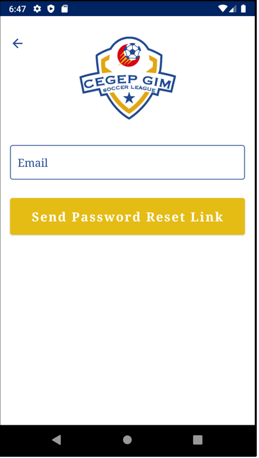 6:47
CEGEP GIM
SOCCER LEAGUE
Email
Send Password Reset Link